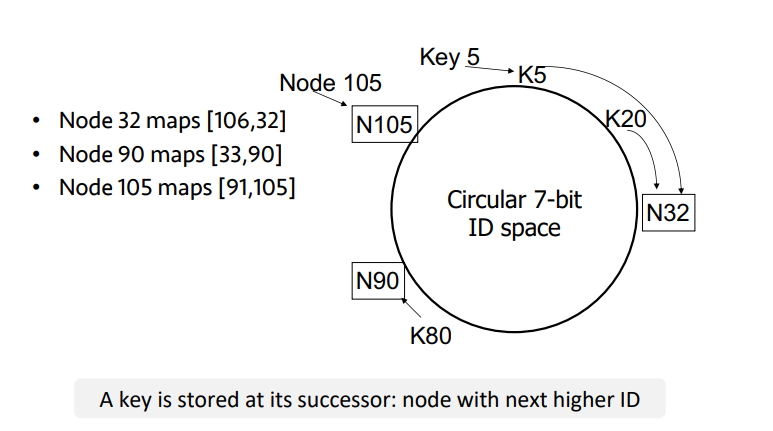 Key 5
K5
Node 105
N105
K20
• Node 32 maps [106,32]
• Node 90 maps [33,90]
• Node 105 maps [91,105]
Circular 7-bit
ID space
N32
N90
K80
A key is stored at its successor: node with next higher ID